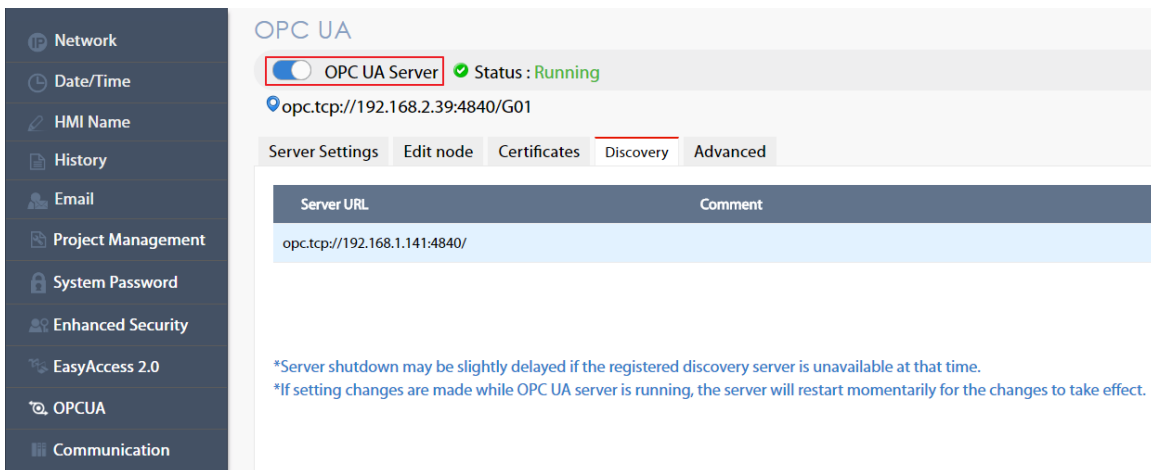 Network
Date/Time
HMI Name
History
Email
Project Management
System Password
Enhanced Security
EasyAccess 2.0
OPCUA
Communication
OPC UA
OPC UA Server Status : Running
opc.tcp://192.168.2.39:4840/G01
Server Settings Edit node Certificates Discovery Advanced
Server URL Comment
opc.tcp://192.168.1.141:4840/
*Server shutdown may be slightly delayed if the registered discovery server is unavailable at that time.
*If setting changes are made while OPC UA server is running, the server will restart momentarily for the changes to take effect.